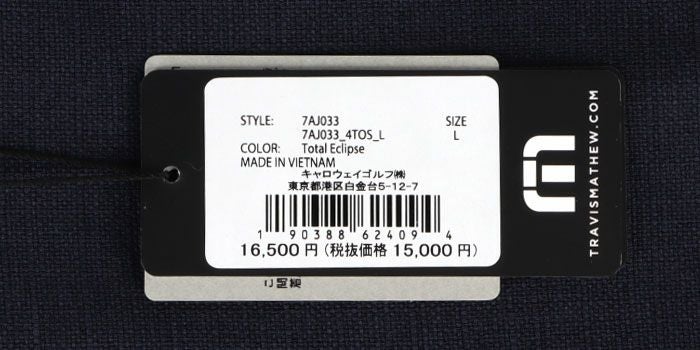 STYLE: 7AJ033 SIZE
7AJ033_4TOS_L L
COLOR: Total Eclipse
MADE IN VIETNAM
キャロウェイゴルフ㈱
東京都港区白金台5-12-7
1 90388 62409 4
16,500円(税抜価格 15,000円)
TRAVISMATHEW.COM